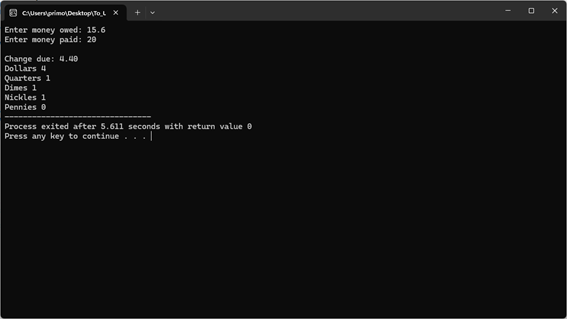 C:\Users\primo\Desktop\To_L
Enter money owed: 15.6
Enter money paid: 20
Change due: 4.40
Dollars 4
Quarters 1
Dimes 1
Nickles 1
Pennies 0
--------------------------------
Process exited after 5.611 seconds with return value 0
Press any key to continue . . .